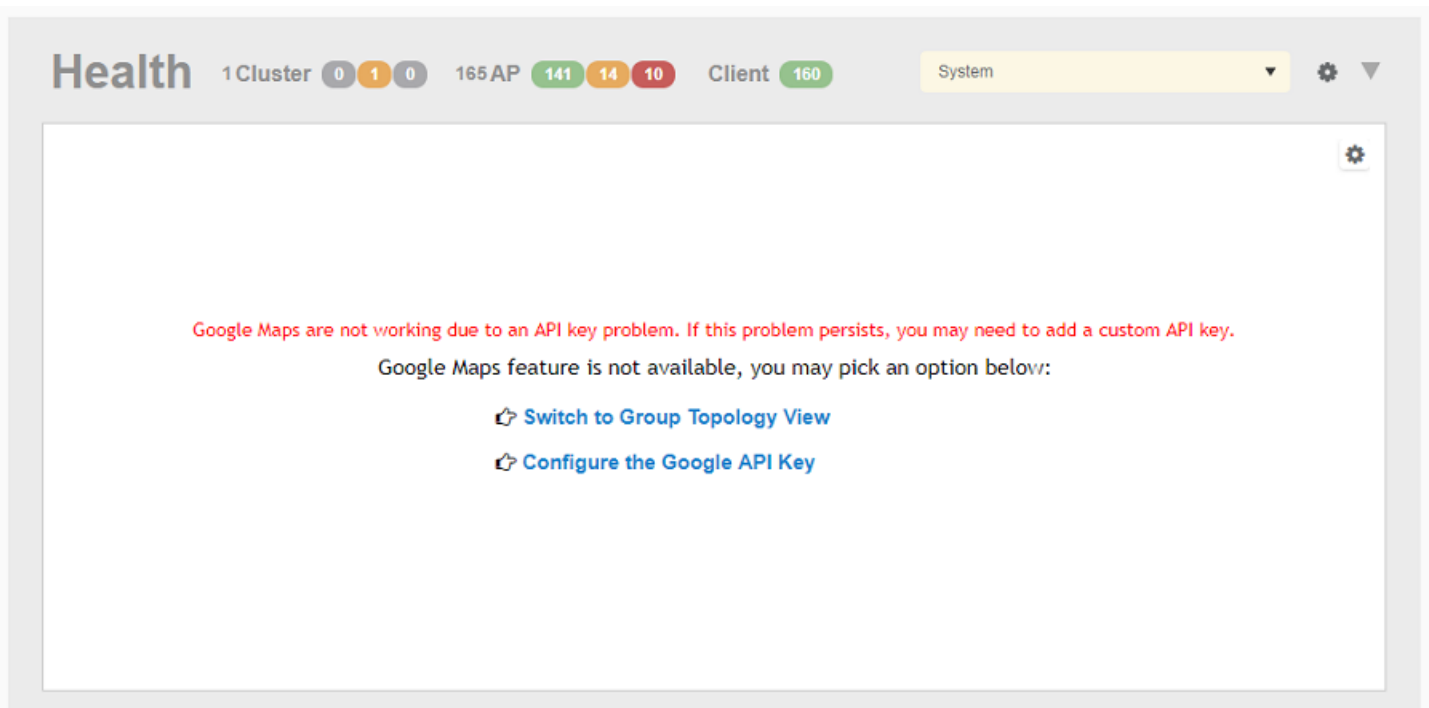 Health 1 Cluster 0 1 0 165 AP 141 14 10 Client 160 System
Google Maps are not working due to an API key problem. If this problem persists, you may need to add a custom API key.
Google Maps feature is not available, you may pick an option below:
Switch to Group Topology View
Configure the Google API Key